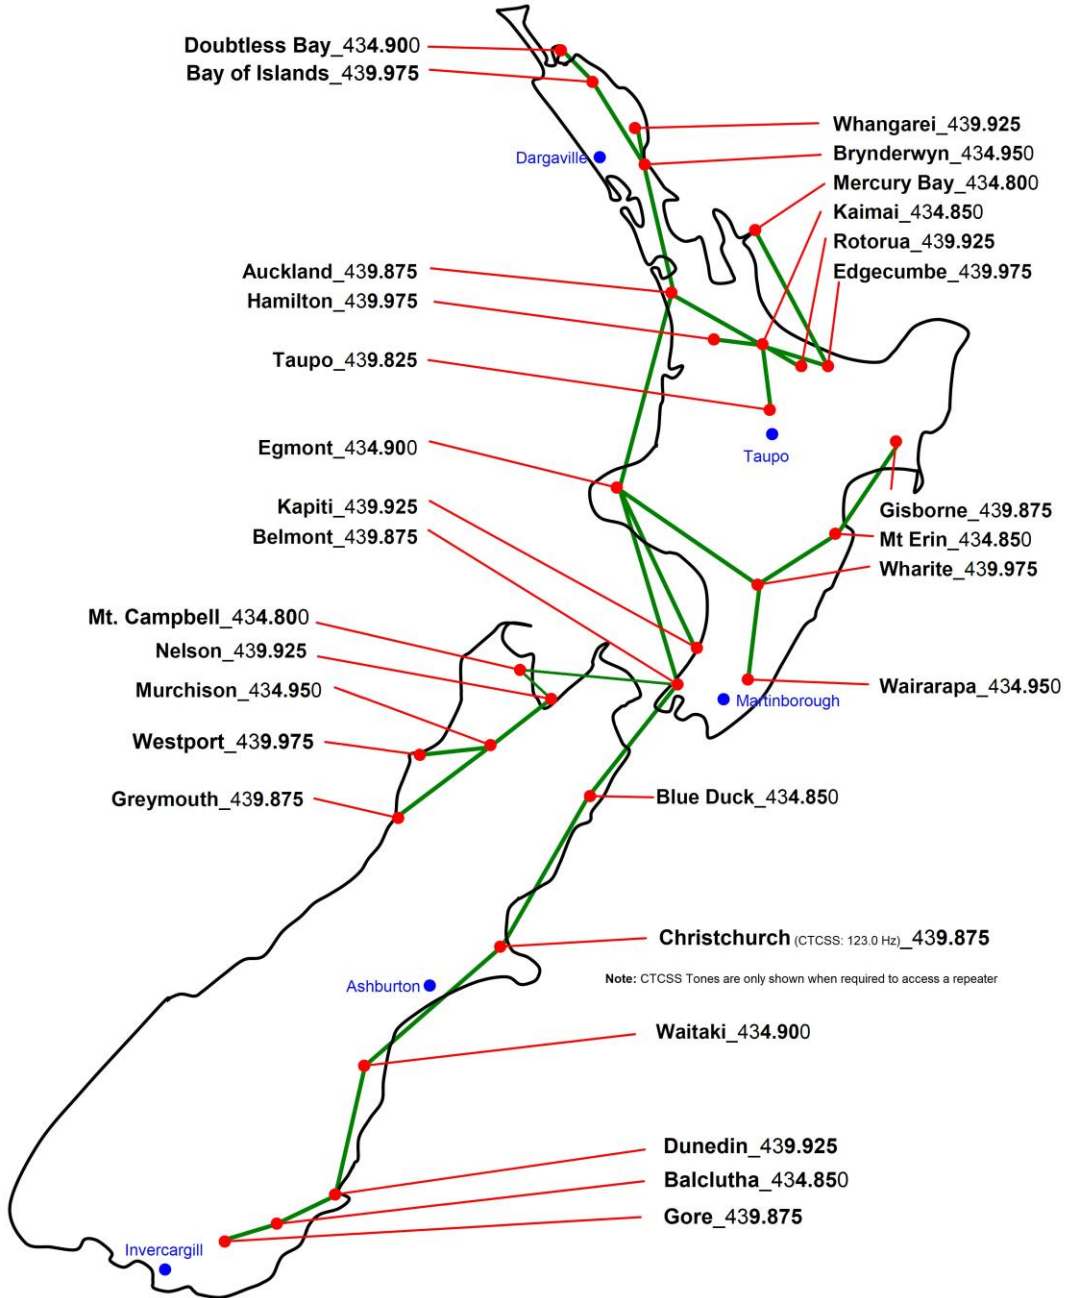 Doubtless Bay_434.900
Bay of Islands_439.975
Whangarei_439.925
Dargaville
Brynderwyn_434.950
Mercury Bay_434.800
Kaimai_434.850
Rotorua_439.925
Edgecumbe_439.975
Auckland_439.875
Hamilton_439.975
Taupo_439.825
Taupo
Egmont_434.900
Kapiti_439.925
Belmont_439.875
Gisborne_439.875
Mt Erin_434.850
Wharite_439.975
Mt. Campbell_434.800
Nelson_439.925
Murchison_434.950
Wairarapa_434.950
Martinborough
Westport_439.975
Greymouth_439.875
Blue Duck_434.850
Christchurch (CTCSS: 123.0 Hz)_439.875
Note: CTCSS Tones are only shown when required to access a repeater
Ashburton
Waitaki_434.900
Dunedin_439.925
Balclutha_434.850
Gore_439.875
Invercargill